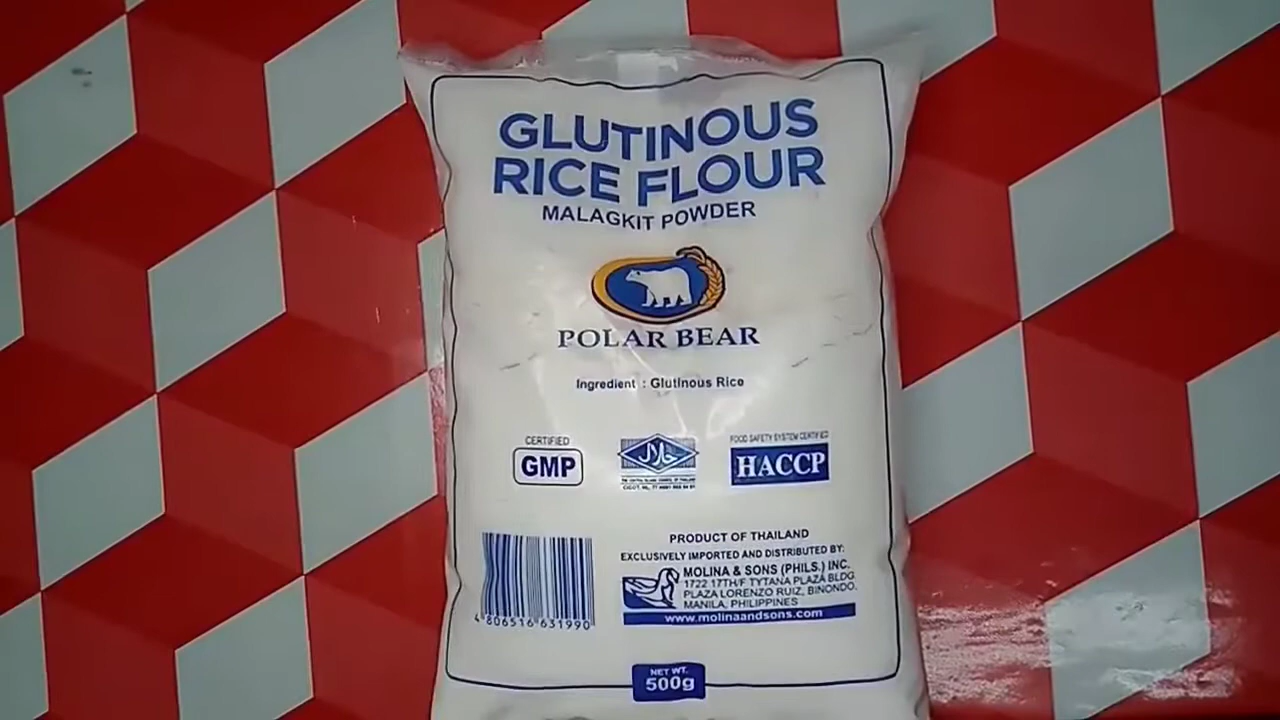 GLUTINOUS
RICE FLOUR
MALAGKIT POWDER
POLAR BEAR
Ingredient : Glutinous Rice
CERTIFIED
GMP
حلال
FOOD SAFETY SYSTEM CERTIFIED
HACCP
PRODUCT OF THAILAND
EXCLUSIVELY IMPORTED AND DISTRIBUTED BY:
MOLINA & SONS (PHILS.) INC.
1722 17TH/F TYTANA PLAZA BLDG.
PLAZA LORENZO RUIZ, BINONDO,
MANILA, PHILIPPINES
www.molinaandsons.com
4 806516 631990
NET WT.
500g